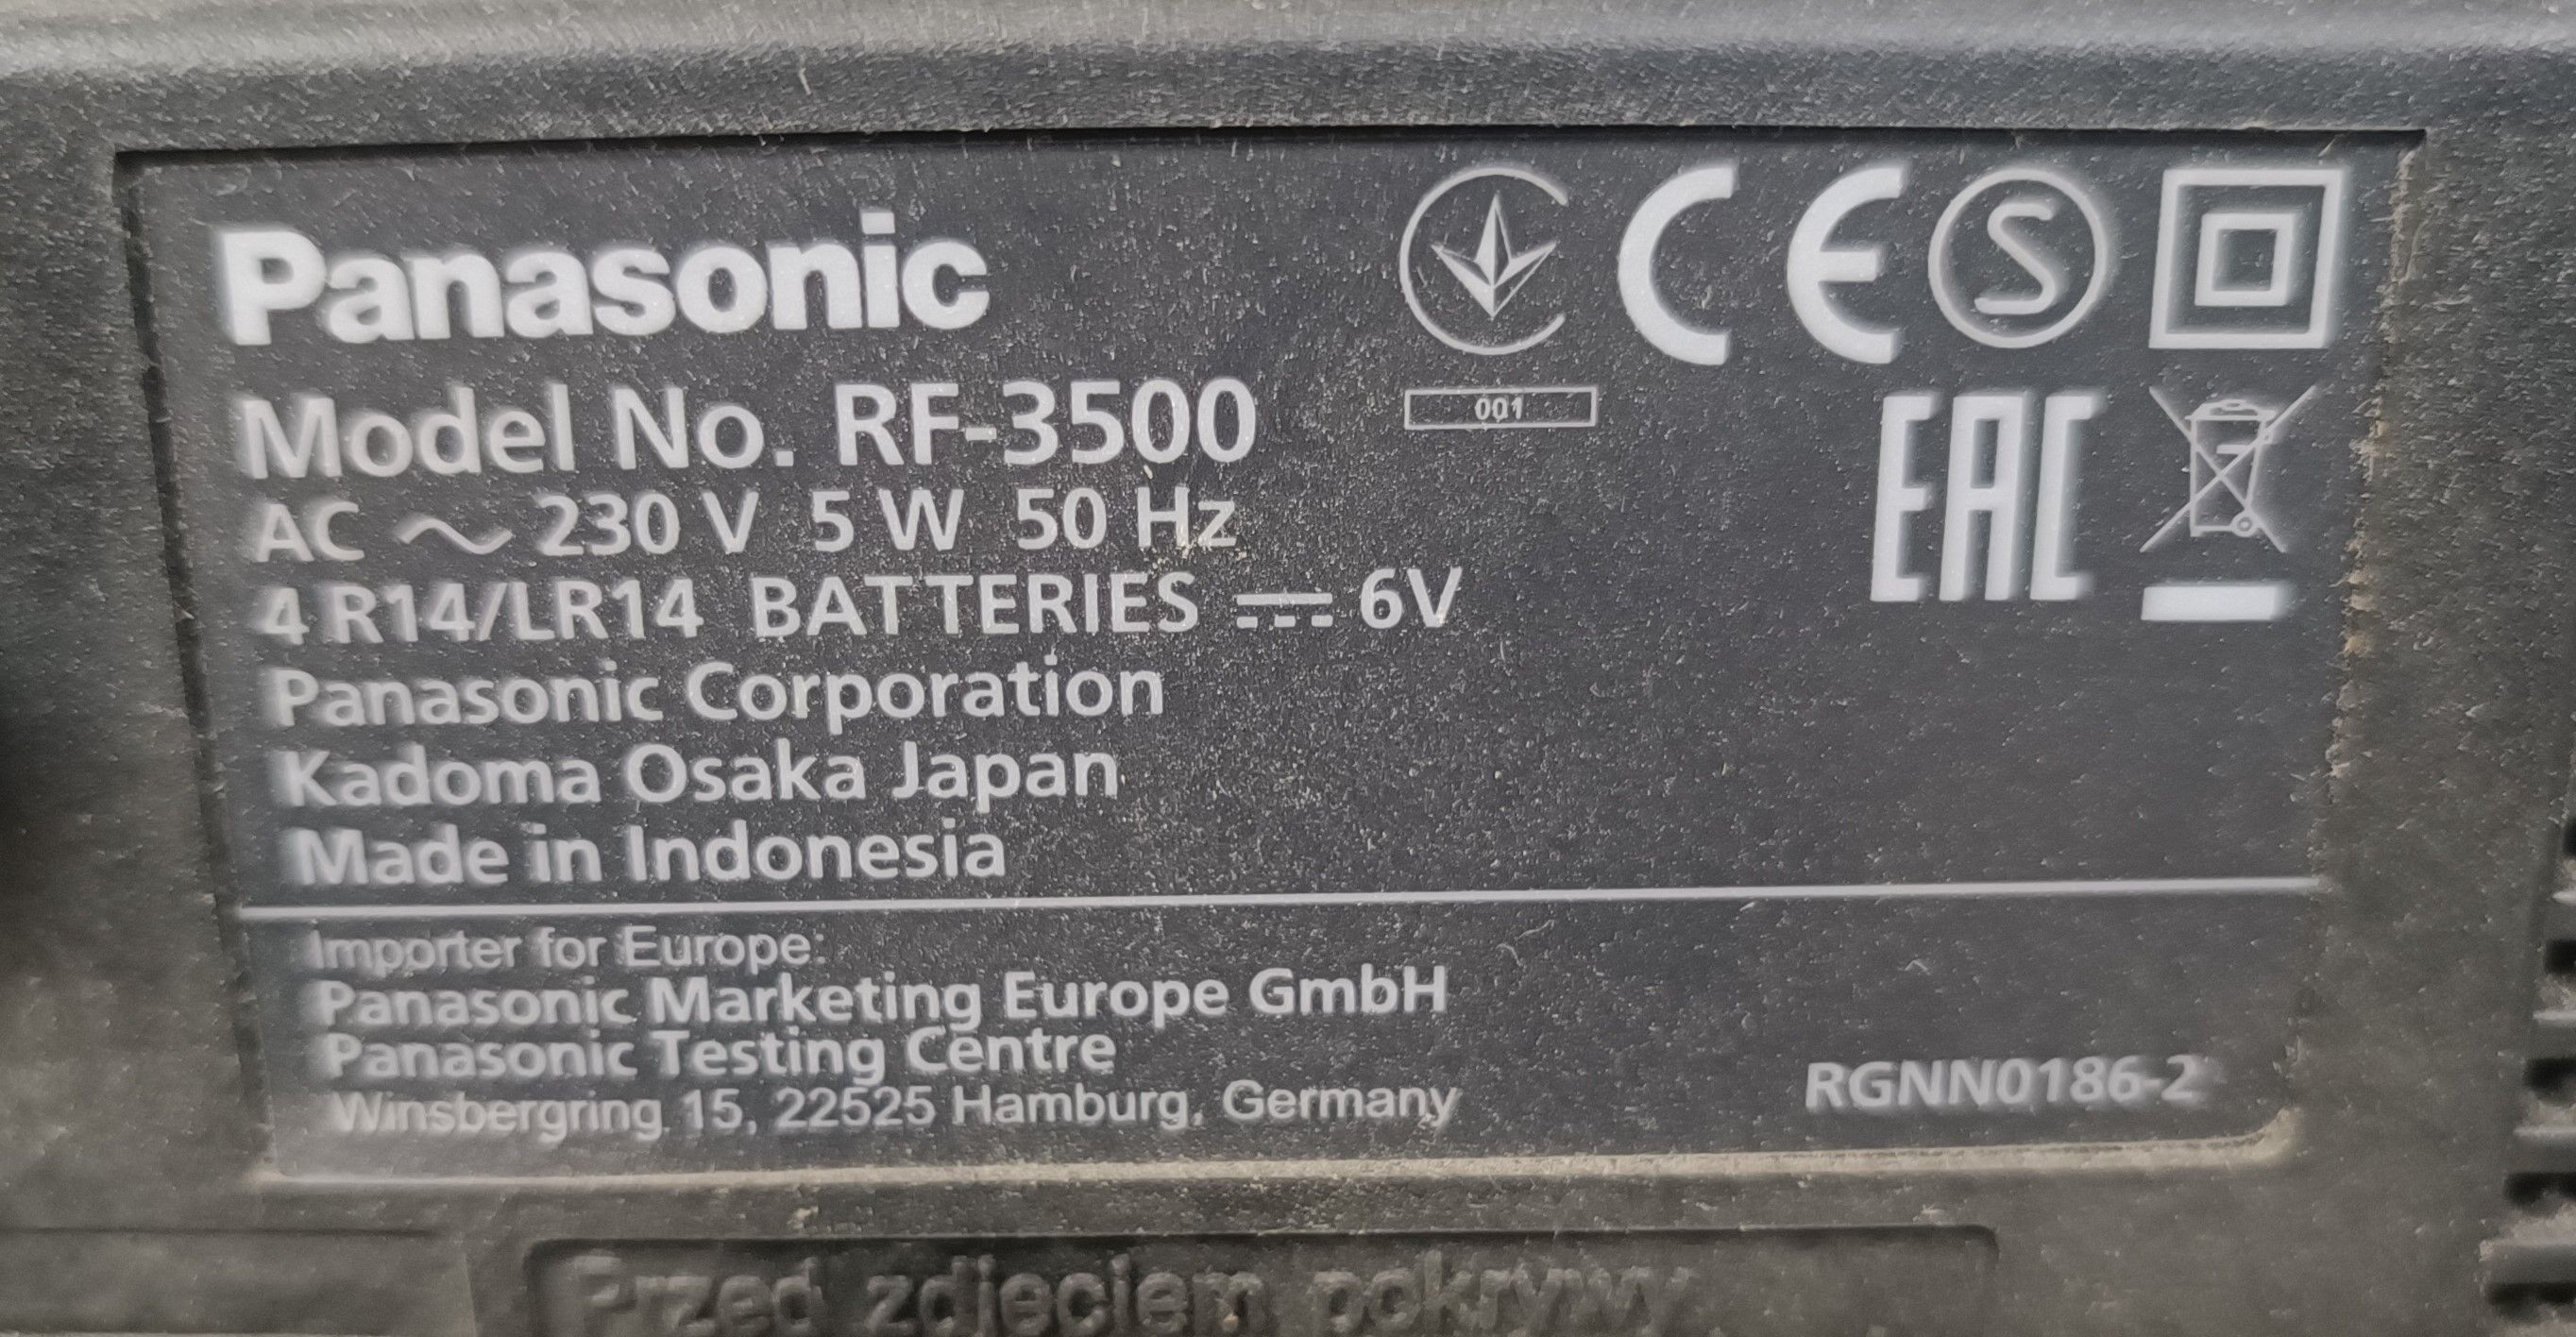 Panasonic
CE S
Model No. RF-3500
001
EAC
AC ~ 230 V 5 W 50 Hz
4 R14/LR14 BATTERIES ⎓ 6V
Panasonic Corporation
Kadoma Osaka Japan
Made in Indonesia
Importer for Europe:
Panasonic Marketing Europe GmbH
Panasonic Testing Centre
Winsbergring 15, 22525 Hamburg, Germany
RGNN0186-2
Przed zdjeciem pokrywy